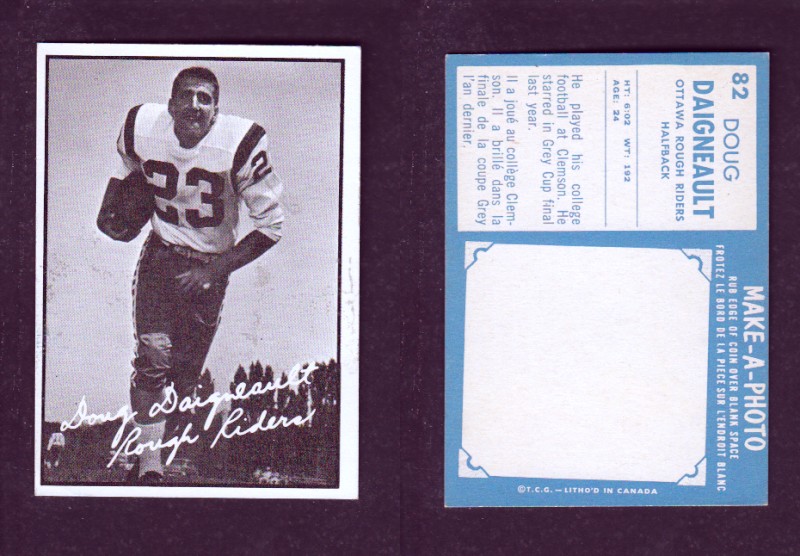 23
23
Doug Daigneault
Rough Riders
82 DOUG
DAIGNEAULT
OTTAWA ROUGH RIDERS
HALFBACK
HT: 6:02 WT: 192
AGE: 24
He played his college
football at Clemson. He
starred in Grey Cup final
last year.
Il a joué au collège Clem-
son. Il a brillé dans la
finale de la coupe Grey
l'an dernier.
MAKE-A-PHOTO
RUB EDGE OF COIN OVER BLANK SPACE
FROTEZ LE BORD DE LA PIECE SUR L'ENDROIT BLANC
©T.C.G. — LITHO'D IN CANADA